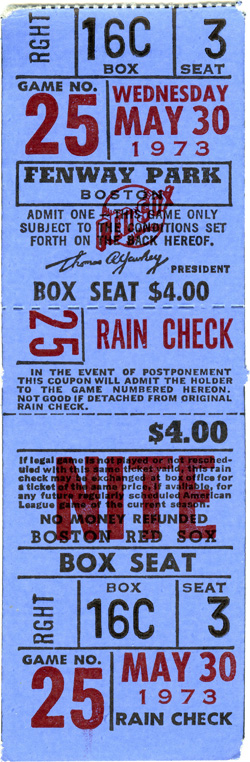 RGHT 16C 3
BOX SEAT
GAME NO. WEDNESDAY
25 MAY 30
1973
FENWAY PARK
BOSTON
ADMIT ONE - THIS GAME ONLY
SUBJECT TO THE CONDITIONS SET
FORTH ON THE BACK HEREOF.
Thomas A Yawkey PRESIDENT
BOX SEAT $4.00
25 RAIN CHECK
IN THE EVENT OF POSTPONEMENT
THIS COUPON WILL ADMIT THE HOLDER
TO THE GAME NUMBERED HEREON.
NOT GOOD IF DETACHED FROM ORIGINAL
RAIN CHECK.
$4.00
If legal game is not played or not resched-
uled with this same ticket valid, this rain
check may be exchanged at box office for
a ticket of the same price, if available, for
any future regularly scheduled American
League game of the current season.
NITE
NO MONEY REFUNDED
BOSTON RED SOX
BOX SEAT
BOX SEAT
RGHT 16C 3
GAME NO. MAY 30
25 1973
RAIN CHECK